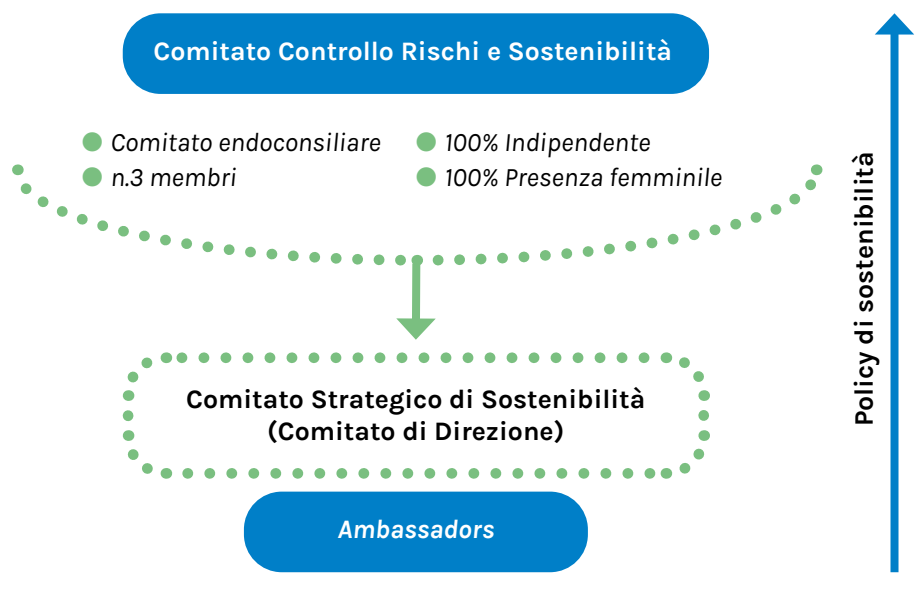 Comitato Controllo Rischi e Sostenibilità
Comitato endoconsiliare
100% Indipendente
n.3 membri
100% Presenza femminile
Policy di sostenibilità
Comitato Strategico di Sostenibilità
(Comitato di Direzione)
Ambassadors